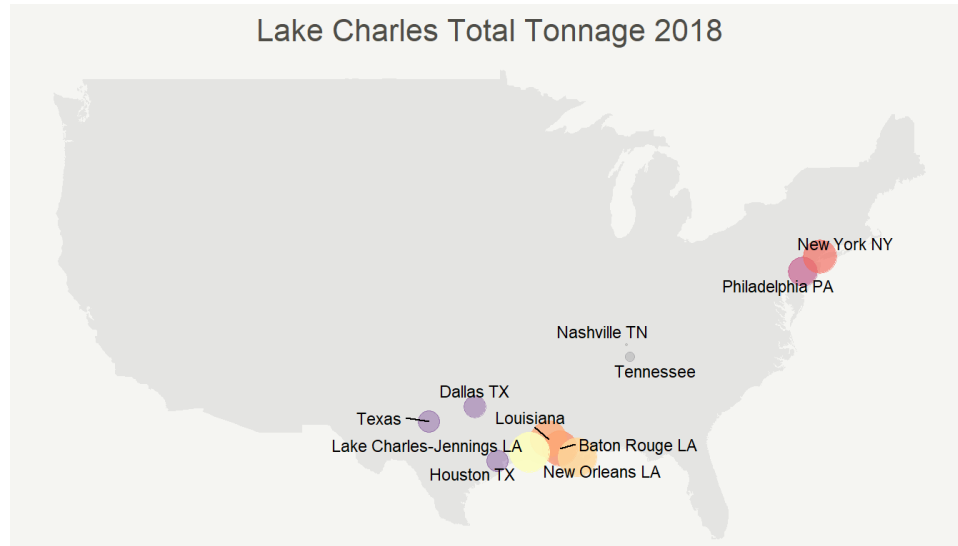 Lake Charles Total Tonnage 2018
New York NY
Philadelphia PA
Nashville TN
Tennessee
Dallas TX
Texas
Louisiana
Lake Charles-Jennings LA
Baton Rouge LA
Houston TX
New Orleans LA